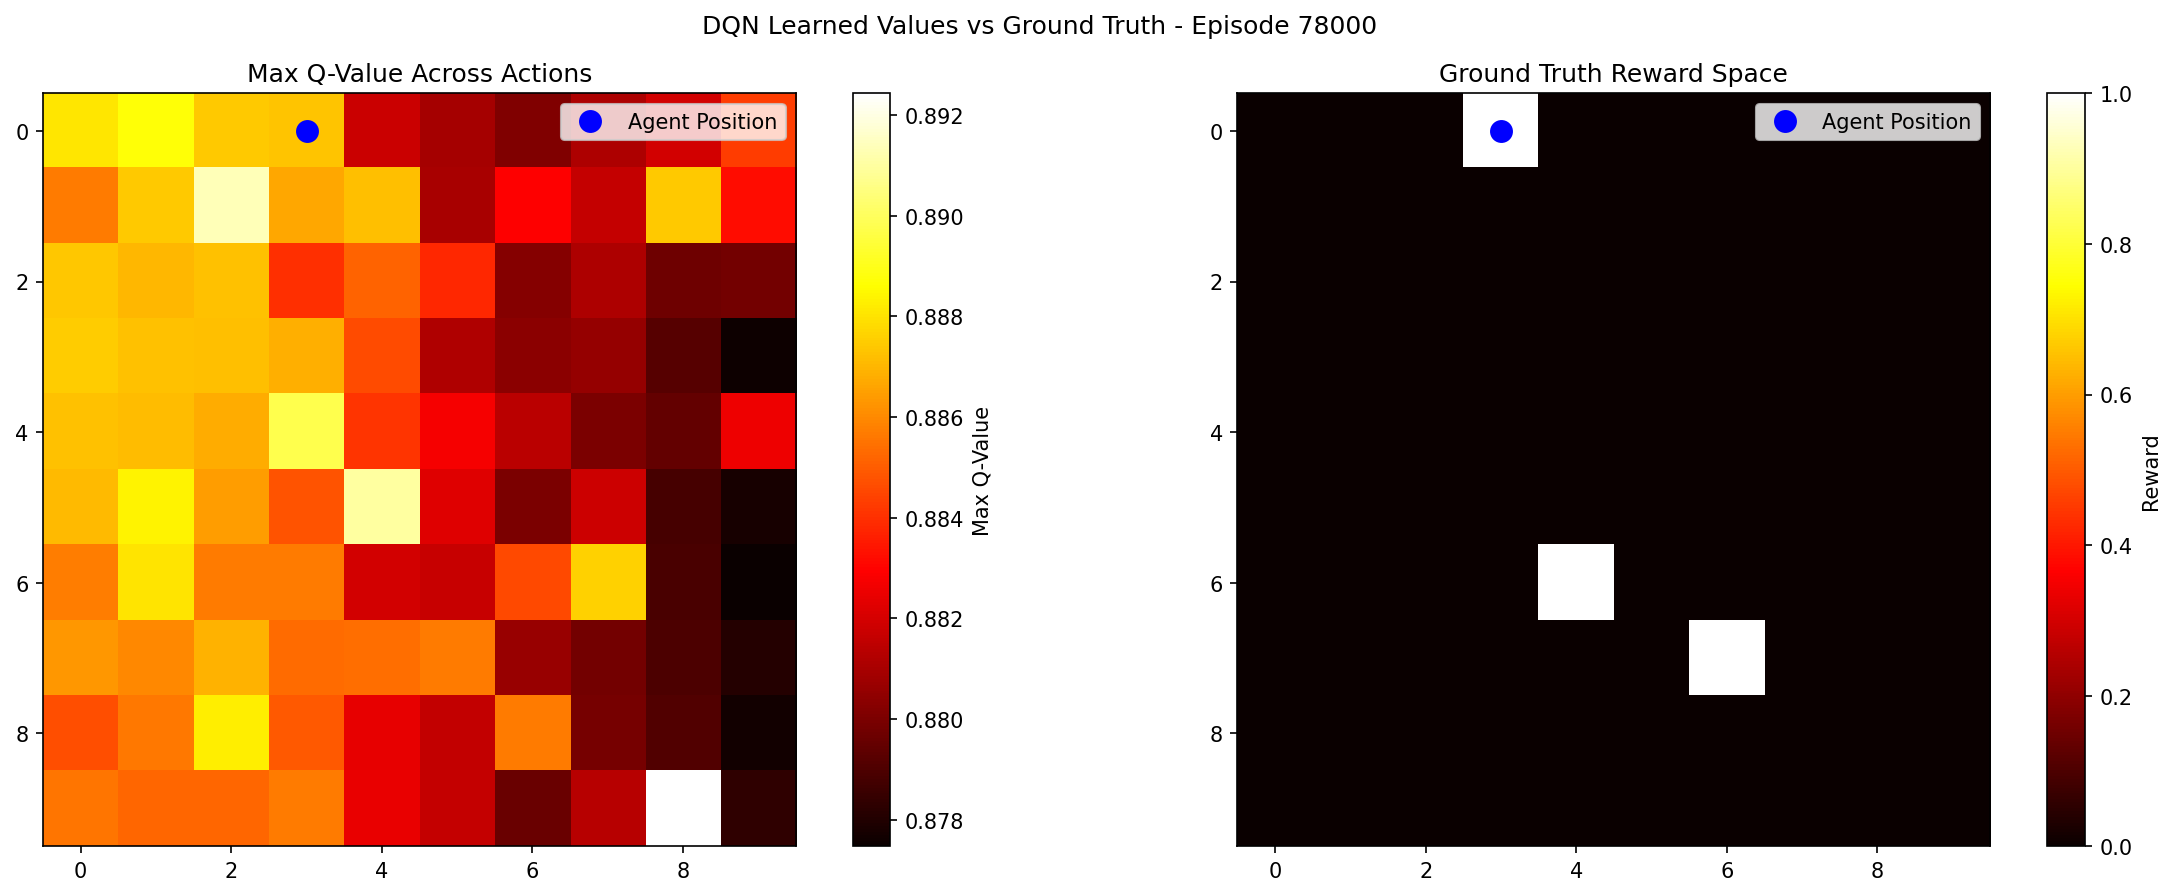 DQN Learned Values vs Ground Truth - Episode 78000
Max Q-Value Across Actions
Agent Position
0
2
4
6
8
0 2 4 6 8
0.892
0.890
0.888
0.886
0.884
0.882
0.880
0.878
Max Q-Value
Ground Truth Reward Space
Agent Position
0
2
4
6
8
0 2 4 6 8
1.0
0.8
0.6
0.4
0.2
0.0
Reward